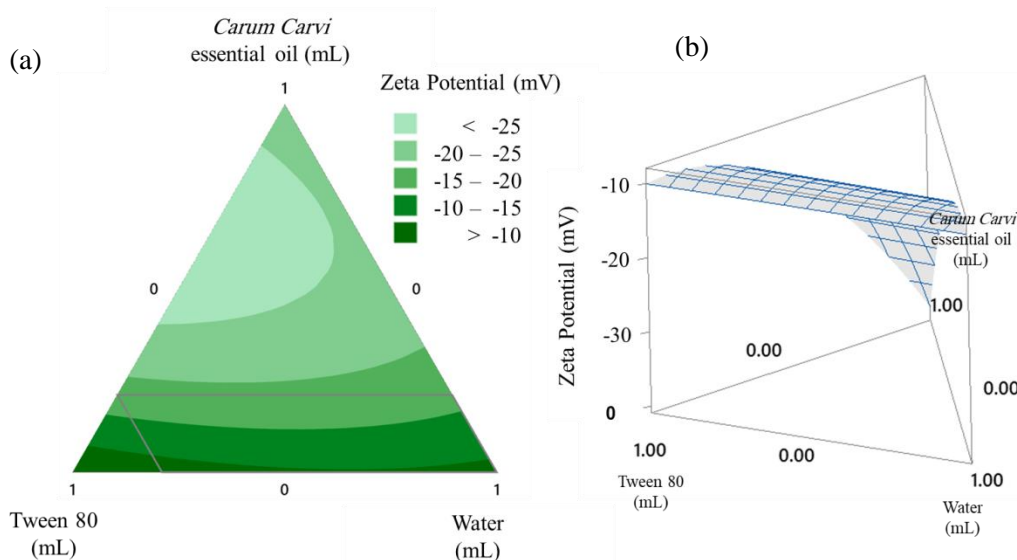 (a)
Carum Carvi
essential oil (mL)
1
Zeta Potential (mV)
< -25
-20 – -25
-15 – -20
-10 – -15
> -10
0
0
1
0
1
Tween 80
(mL)
Water
(mL)
(b)
Zeta Potential (mV)
-10
-20
-30
0
Carum Carvi
essential oil
(mL)
1.00
0.00
0.00
1.00
0.00
1.00
Tween 80
(mL)
Water
(mL)